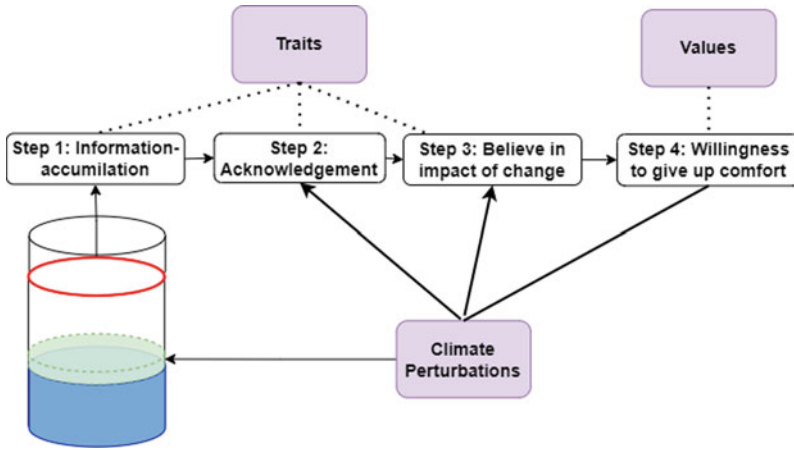 Traits
Values
Step 1: Information-
accumilation
Step 2:
Acknowledgement
Step 3: Believe in
impact of change
Step 4: Willingness
to give up comfort
Climate
Perturbations